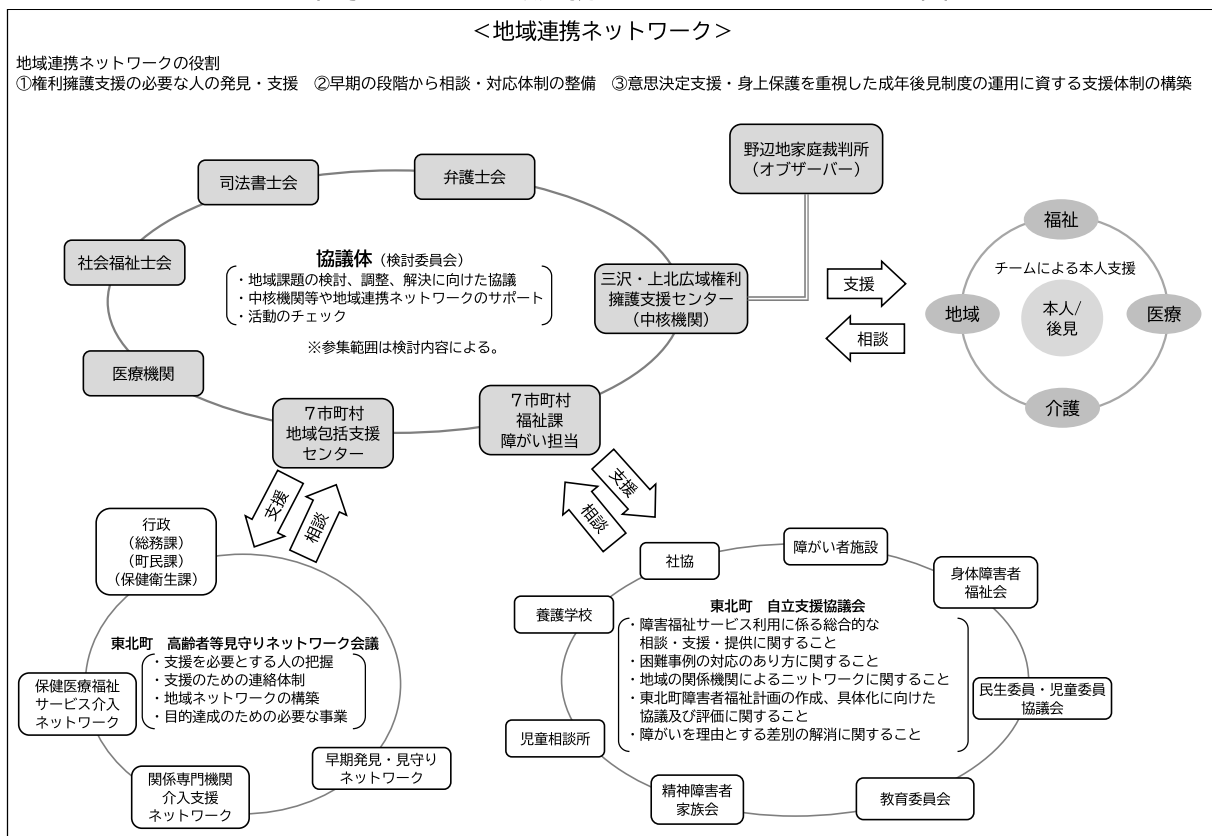 ＜地域連携ネットワーク＞
地域連携ネットワークの役割
①権利擁護支援の必要な人の発見・支援　②早期の段階から相談・対応体制の整備　③意思決定支援・身上保護を重視した成年後見制度の運用に資する支援体制の構築
野辺地家庭裁判所
（オブザーバー）
弁護士会
司法書士会
社会福祉士会
協議体（検討委員会）
・地域課題の検討、調整、解決に向けた協議
・中核機関等や地域連携ネットワークのサポート
・活動のチェック
※参集範囲は検討内容による。
三沢・上北広域権利
擁護支援センター
（中核機関）
医療機関
７市町村
地域包括支援
センター
７市町村
福祉課
障がい担当
支援
相談
福祉
チームによる本人支援
地域
本人/
後見
医療
介護
支援
相談
支援
相談
行政
（総務課）
（町民課）
（保健衛生課）
東北町　高齢者等見守りネットワーク会議
・支援を必要とする人の把握
・支援のための連絡体制
・地域ネットワークの構築
・目的達成のための必要な事業
保健医療福祉
サービス介入
ネットワーク
早期発見・見守り
ネットワーク
関係専門機関
介入支援
ネットワーク
社協
障がい者施設
身体障害者
福祉会
養護学校
東北町　自立支援協議会
・障害福祉サービス利用に係る総合的な
相談・支援・提供に関すること
・困難事例の対応のあり方に関すること
・地域の関係機関によるニットワークに関すること
・東北町障害者福祉計画の作成、具体化に向けた
協議及び評価に関すること
・障がいを理由とする差別の解消に関すること
民生委員・児童委員
協議会
児童相談所
精神障害者
家族会
教育委員会